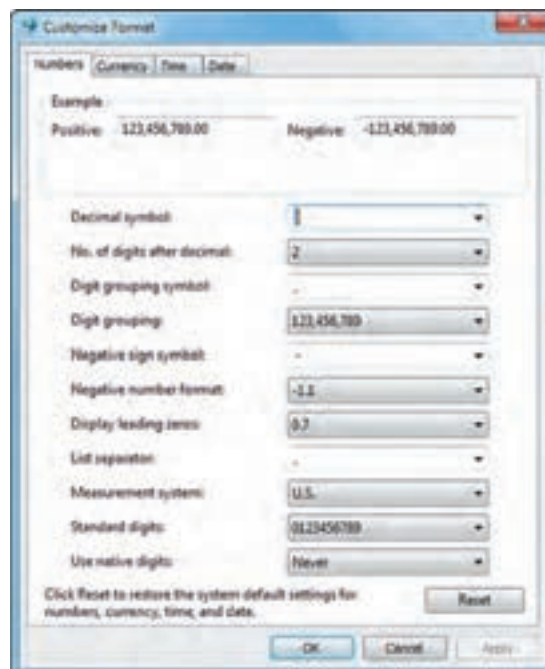 Customize Format
Numbers Currency Time Date
Example
Positive: 123,456,789.00 Negative: -123,456,789.00
Decimal symbol: .
No. of digits after decimal: 2
Digit grouping symbol: ,
Digit grouping: 123,456,789
Negative sign symbol: -
Negative number format: -1.1
Display leading zeros: 0.7
List separator: ,
Measurement system: U.S.
Standard digits: 0123456789
Use native digits: Never
Click Reset to restore the system default settings for
numbers, currency, time, and date.
Reset
OK Cancel Apply